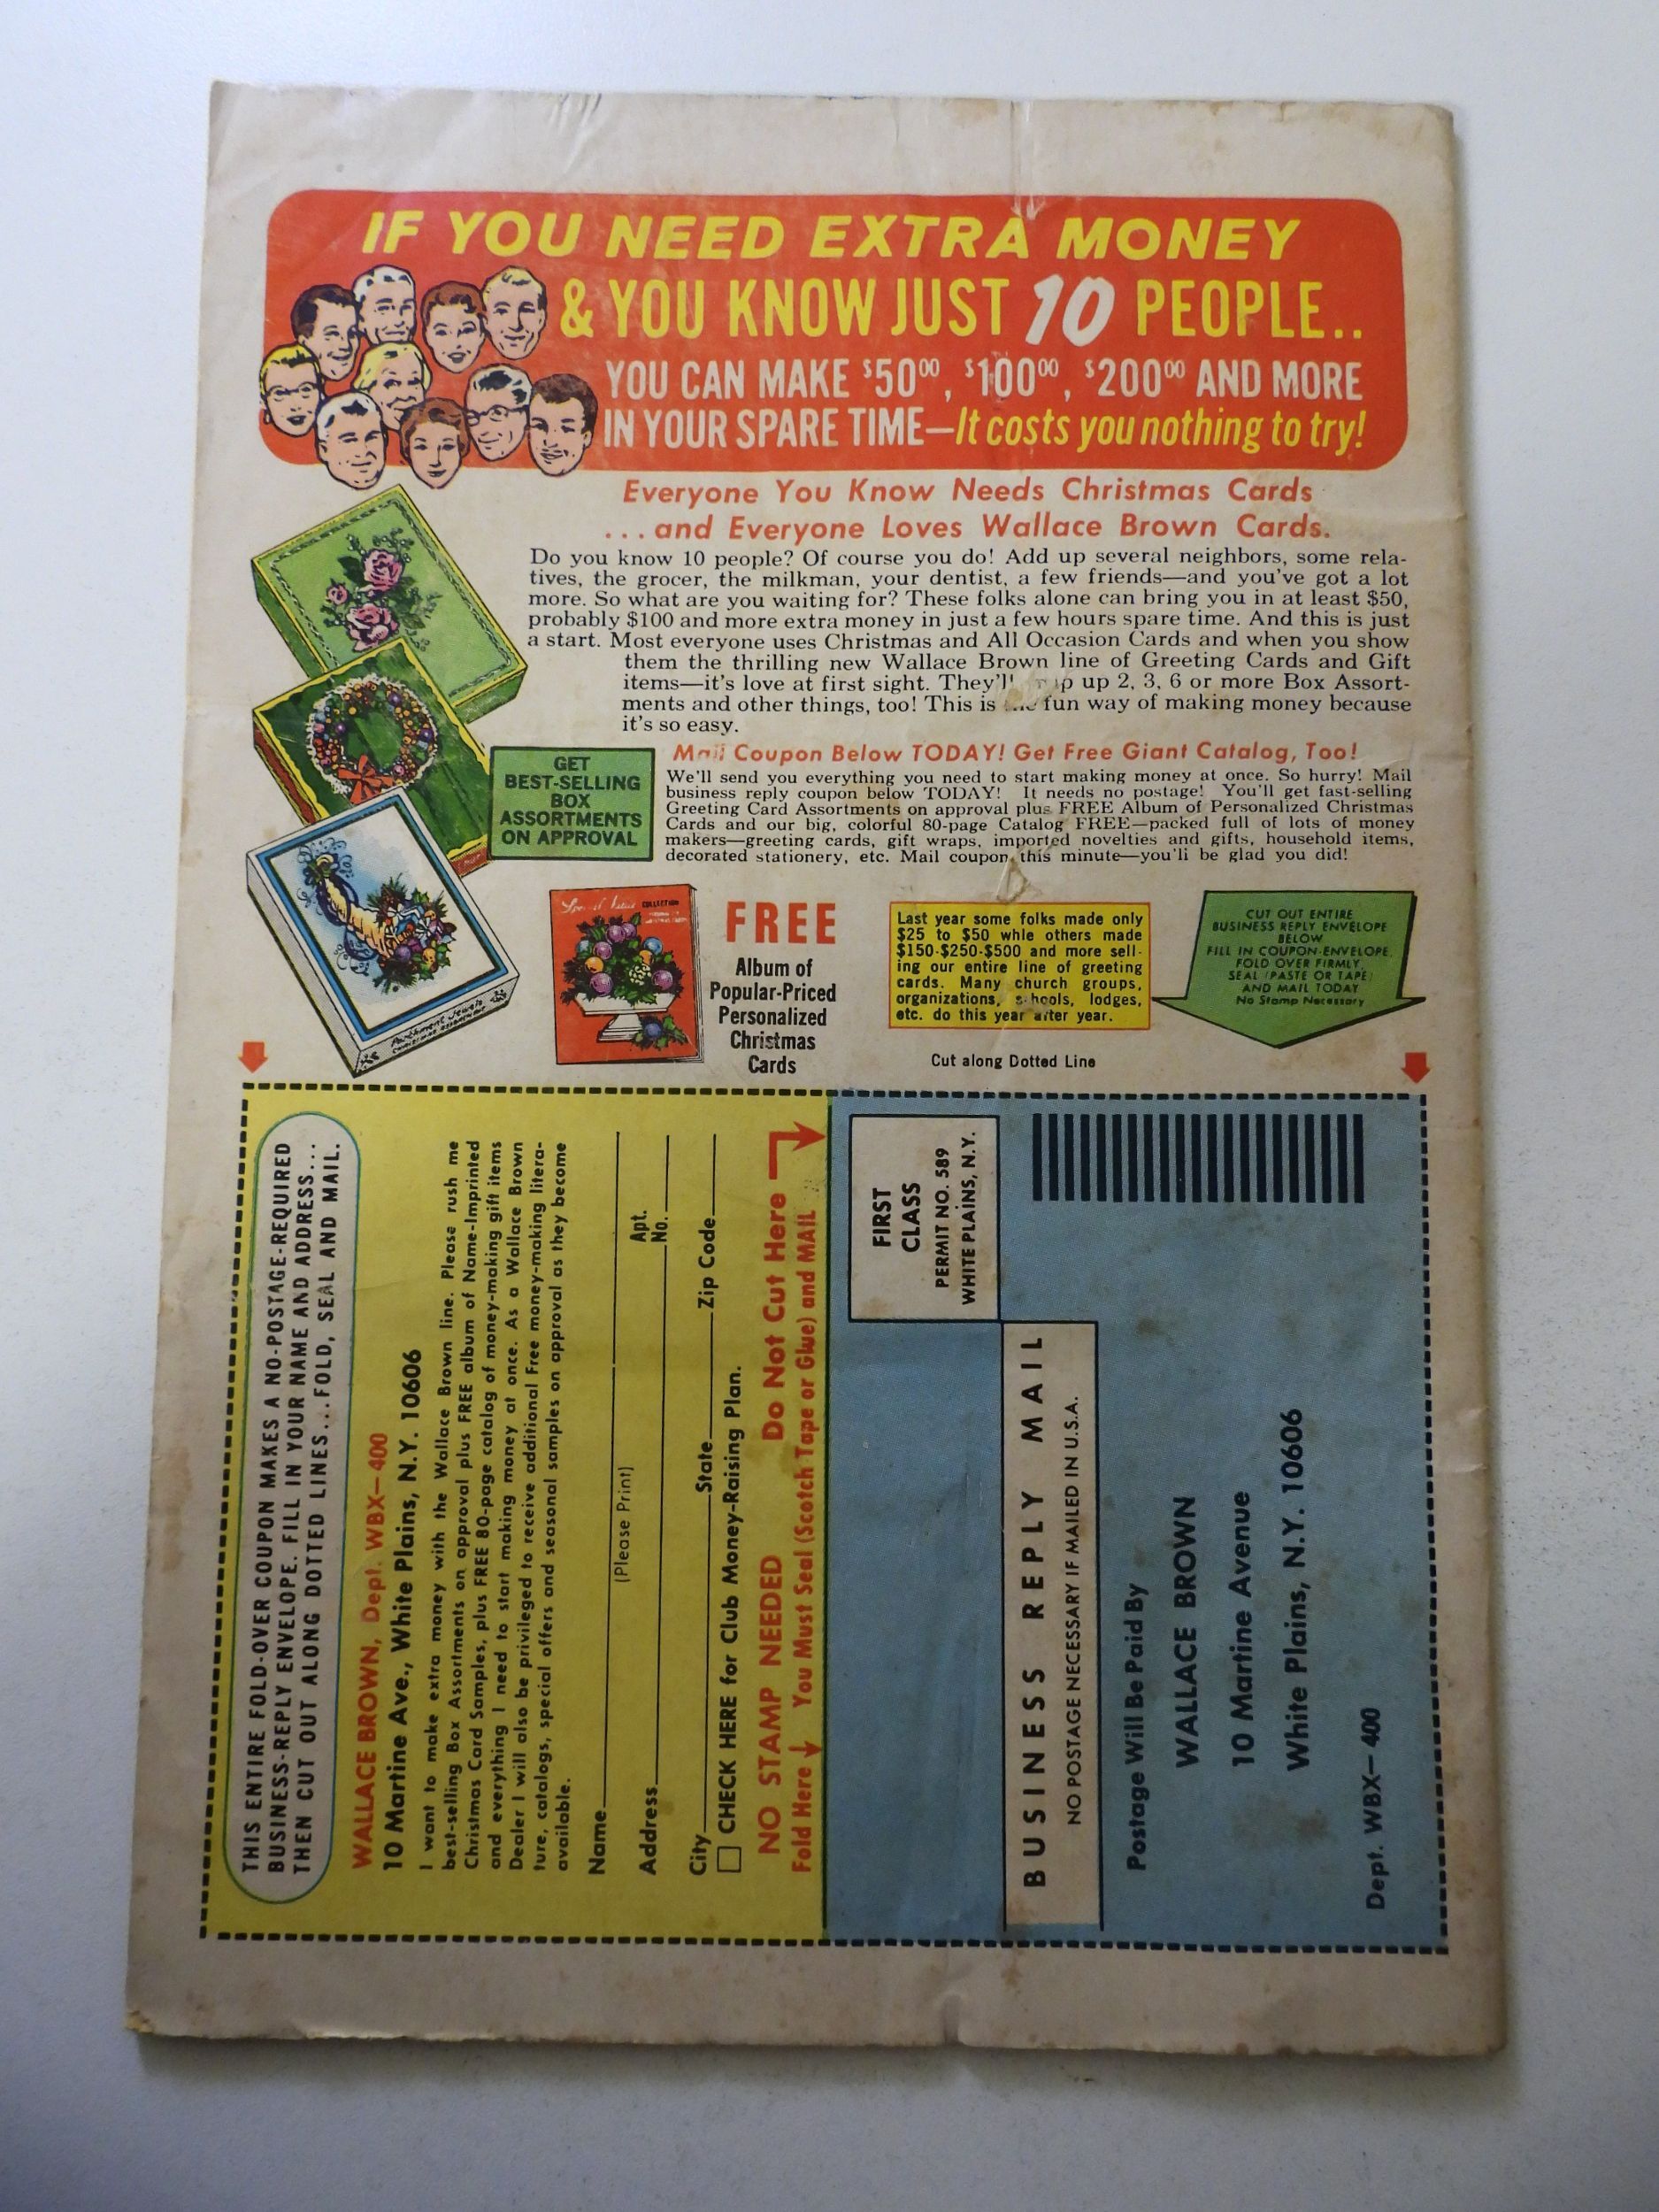 IF YOU NEED EXTRA MONEY
& YOU KNOW JUST 10 PEOPLE..
YOU CAN MAKE $50⁰⁰, $100⁰⁰, $200⁰⁰ AND MORE
IN YOUR SPARE TIME—It costs you nothing to try!
Everyone You Know Needs Christmas Cards
...and Everyone Loves Wallace Brown Cards.
Do you know 10 people? Of course you do! Add up several neighbors, some rela-
tives, the grocer, the milkman, your dentist, a few friends—and you've got a lot
more. So what are you waiting for? These folks alone can bring you in at least $50,
probably $100 and more extra money in just a few hours spare time. And this is just
a start. Most everyone uses Christmas and All Occasion Cards and when you show
them the thrilling new Wallace Brown line of Greeting Cards and Gift
items—it's love at first sight. They'll up 2, 3, 6 or more Box Assort-
ments and other things, too! This is fun way of making money because
it's so easy.
GET
BEST-SELLING
BOX
ASSORTMENTS
ON APPROVAL
Mail Coupon Below TODAY! Get Free Giant Catalog, Too!
We'll send you everything you need to start making money at once. So hurry! Mail
business reply coupon below TODAY! It needs no postage! You'll get fast-selling
Greeting Card Assortments on approval plus FREE Album of Personalized Christmas
Cards and our big, colorful 80-page Catalog FREE—packed full of lots of money
makers—greeting cards, gift wraps, imported novelties and gifts, household items,
decorated stationery, etc. Mail coupon this minute—you'll be glad you did!
Parchment Jewels
COLLECTION
FREE
Album of
Popular-Priced
Personalized
Christmas
Cards
Last year some folks made only
$25 to $50 whle others made
$150-$250-$500 and more sell-
ing our entire line of greeting
cards. Many church groups,
organizations, schools, lodges,
etc. do this year after year.
CUT OUT ENTIRE
BUSINESS REPLY ENVELOPE
BELOW
FILL IN COUPON-ENVELOPE,
FOLD OVER FIRMLY,
SEAL (PASTE OR TAPE)
AND MAIL TODAY
No Stamp Necessary
Cut along Dotted Line
THIS ENTIRE FOLD-OVER COUPON MAKES A NO-POSTAGE-REQUIRED
BUSINESS-REPLY ENVELOPE. FILL IN YOUR NAME AND ADDRESS...
THEN CUT OUT ALONG DOTTED LINES...FOLD, SEAL AND MAIL.
WALLACE BROWN, Dept. WBX—400
10 Martine Ave., White Plains, N.Y. 10606
I want to make extra money with the Wallace Brown line. Please rush me
best-selling Box Assortments on approval plus FREE album of Name-Imprinted
Christmas Card Samples, plus FREE 80-page catalog of money-making gift items
and everything I need to start making money at once. As a Wallace Brown
Dealer I will also be privileged to receive additional Free money-making litera-
ture, catalogs, special offers and seasonal samples on approval as they become
available.
Name
(Please Print)
Address Apt. No.
City State Zip Code
CHECK HERE for Club Money-Raising Plan.
NO STAMP NEEDED Do Not Cut Here
Fold Here You Must Seal (Scotch Tape or Glue) and MAIL
FIRST
CLASS
PERMIT NO. 589
WHITE PLAINS, N.Y.
BUSINESS REPLY MAIL
NO POSTAGE NECESSARY IF MAILED IN U.S.A.
Postage Will Be Paid By
WALLACE BROWN
10 Martine Avenue
White Plains, N.Y. 10606
Dept. WBX—400